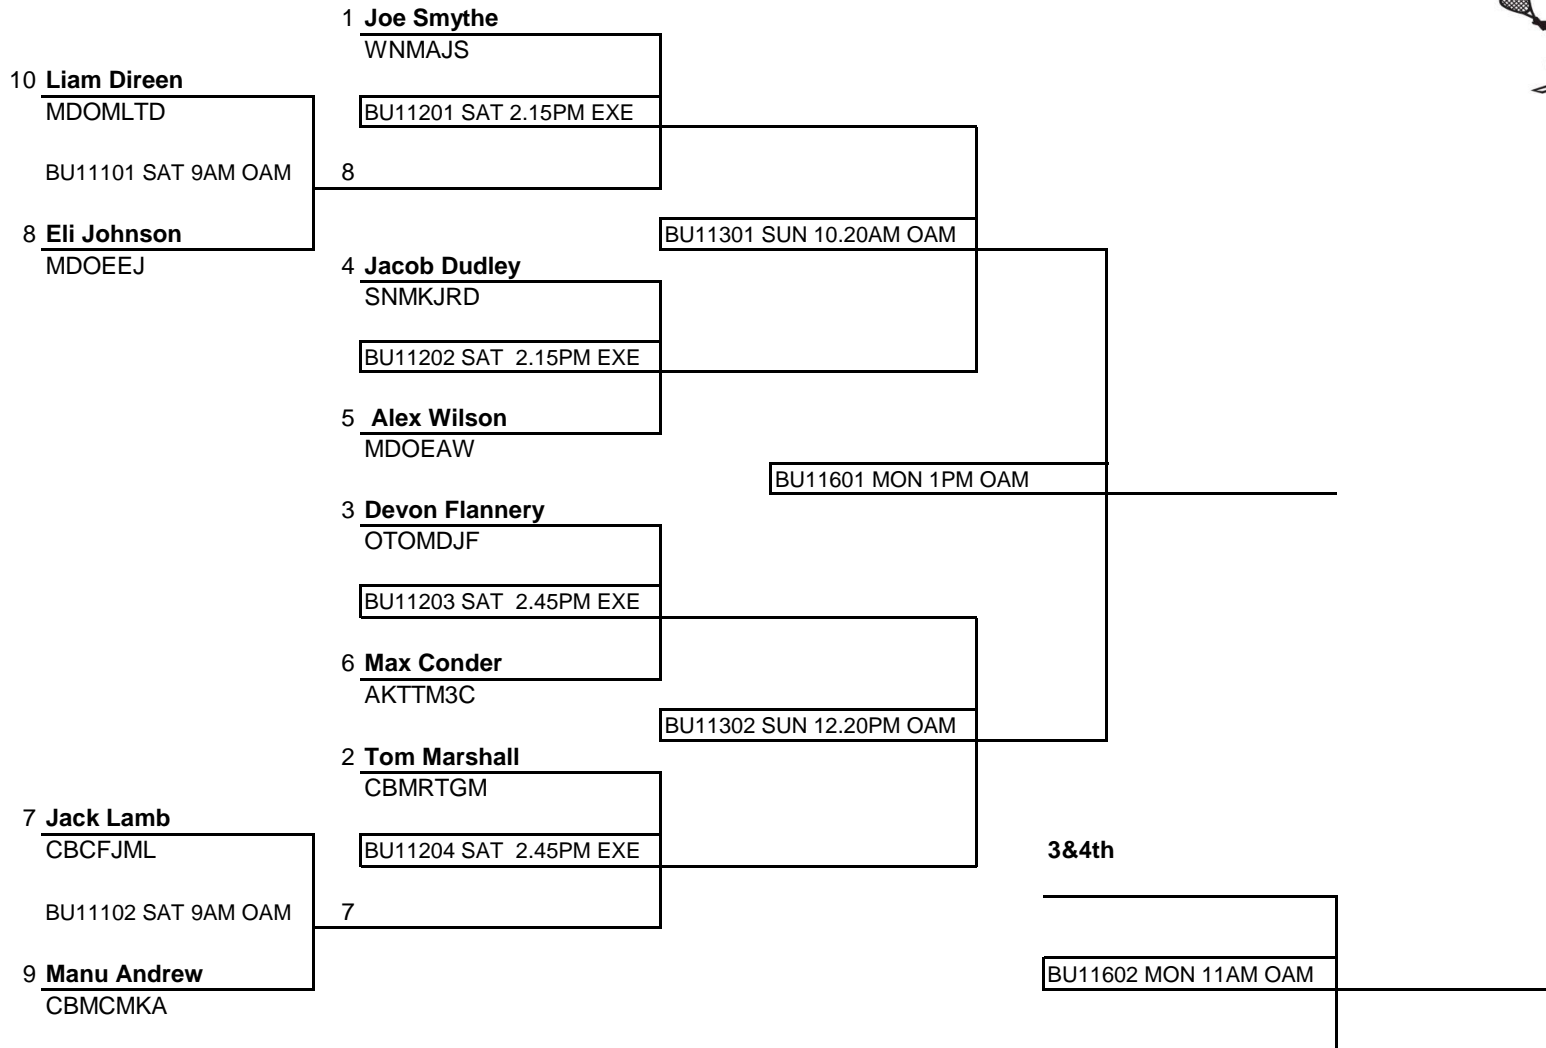 1 Joe Smythe
WNMAJS
10 Liam Direen
MDOMLTD
BU11201 SAT 2.15PM EXE
BU11101 SAT 9AM OAM 8
8 Eli Johnson
BU11301 SUN 10.20AM OAM
MDOEEJ
4 Jacob Dudley
SNMKJRD
BU11202 SAT  2.15PM EXE
5 Alex Wilson
MDOEAW
BU11601 MON 1PM OAM
3 Devon Flannery
OTOMDJF
BU11203 SAT  2.45PM EXE
6 Max Conder
AKTTM3C
BU11302 SUN 12.20PM OAM
2 Tom Marshall
CBMRTGM
7 Jack Lamb
CBCFJML
BU11204 SAT  2.45PM EXE
3&4th
BU11102 SAT 9AM OAM 7
9 Manu Andrew
BU11602 MON 11AM OAM
CBMCMKA